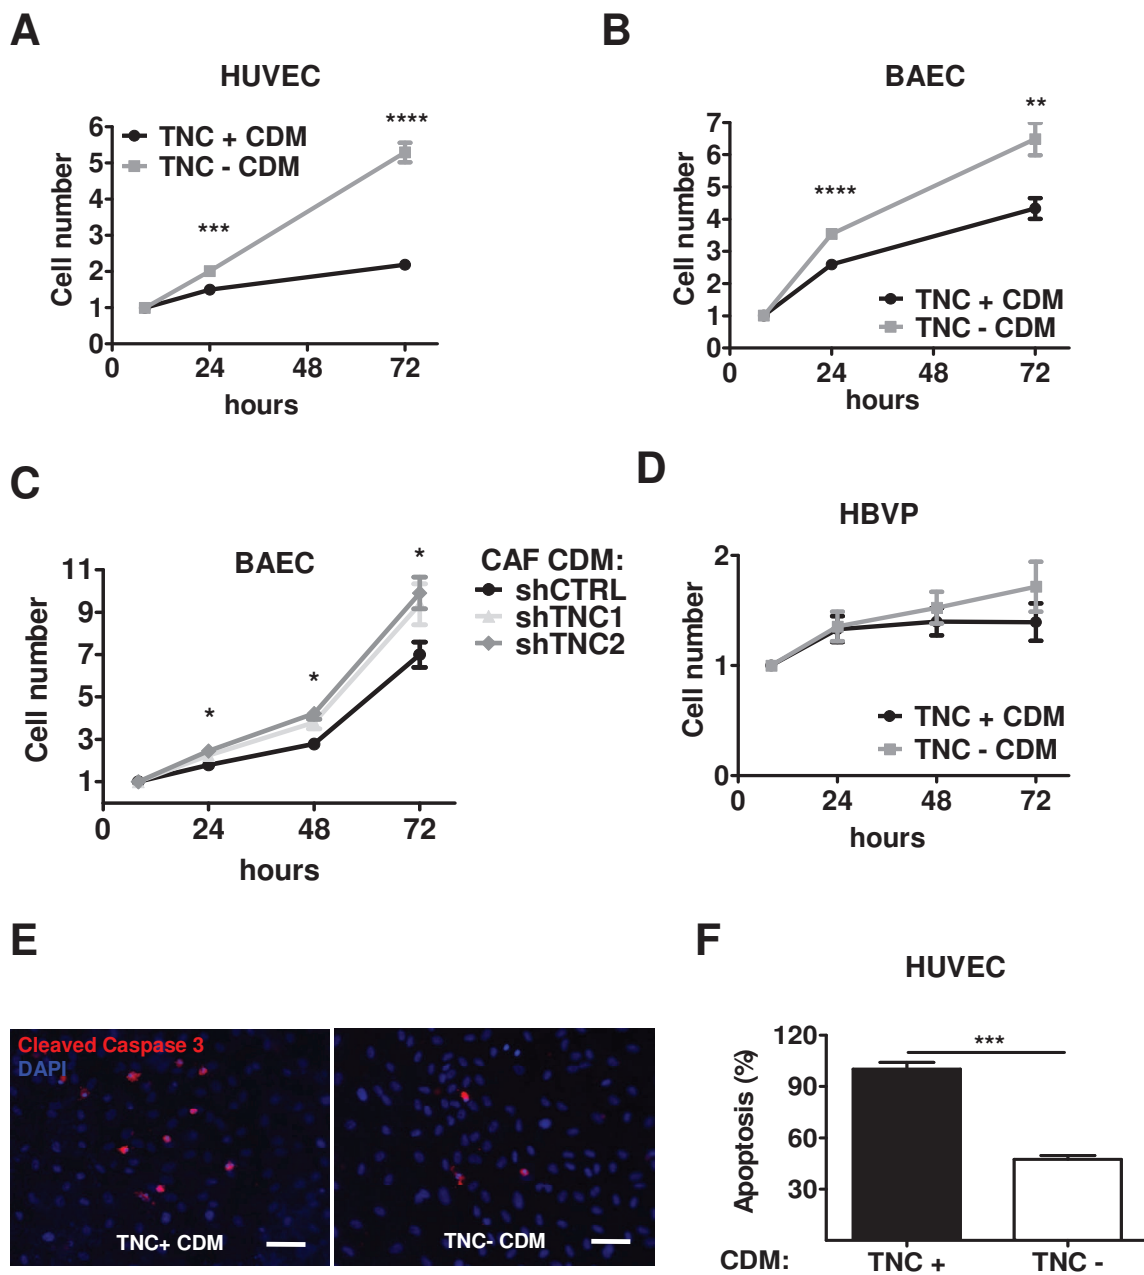 A
HUVEC
6
5
4
3
2
1
0
Cell number
TNC + CDM
TNC - CDM
***
****
0 24 48 72
hours
B
BAEC
7
6
5
4
3
2
1
0
Cell number
****
**
TNC + CDM
TNC - CDM
0 24 48 72
hours
C
BAEC
11
9
7
5
3
1
Cell number
*
*
*
CAF CDM:
shCTRL
shTNC1
shTNC2
0 24 48 72
hours
D
HBVP
2
1
0
Cell number
TNC + CDM
TNC - CDM
0 24 48 72
hours
E
Cleaved Caspase 3
DAPI
TNC+ CDM
TNC- CDM
F
HUVEC
120
90
60
30
Apoptosis (%)
***
CDM: TNC + TNC -